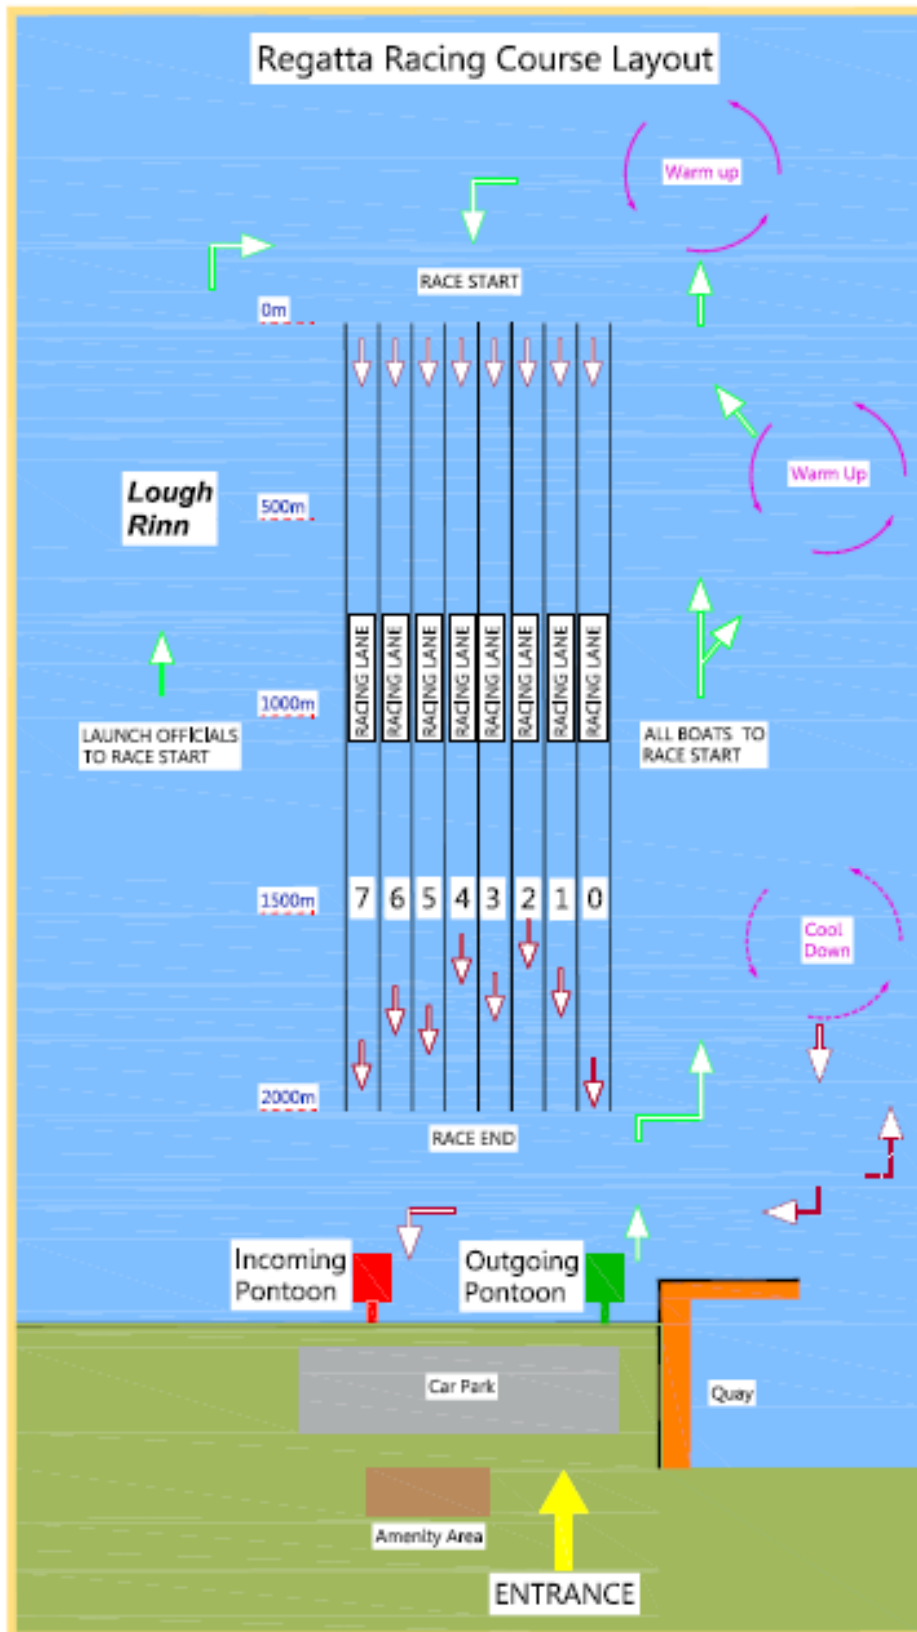 Regatta Racing Course Layout
Warm up
RACE START
0m
Warm Up
Lough
Rinn
500m
RACING LANE
RACING LANE
RACING LANE
RACING LANE
RACING LANE
RACING LANE
RACING LANE
RACING LANE
1000m
LAUNCH OFFICIALS
TO RACE START
ALL BOATS TO
RACE START
1500m
7 6 5 4 3 2 1 0
Cool
Down
2000m
RACE END
Incoming
Pontoon
Outgoing
Pontoon
Car Park
Quay
Amenity Area
ENTRANCE